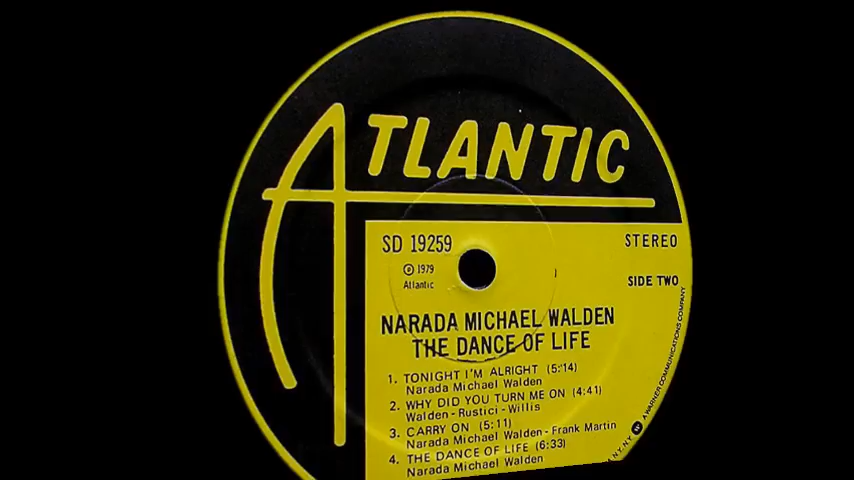 ATLANTIC
SD 19259
STEREO
℗ 1979
Atlantic
SIDE TWO
NARADA MICHAEL WALDEN
THE DANCE OF LIFE
1. TONIGHT I'M ALRIGHT (5:14)
Narada Michael Walden
2. WHY DID YOU TURN ME ON (4:41)
Walden - Rustici - Willis
3. CARRY ON (5:11)
Narada Michael Walden - Frank Martin
4. THE DANCE OF LIFE (6:33)
Narada Michael Walden
N.Y. N.Y. A WARNER COMMUNICATIONS COMPANY